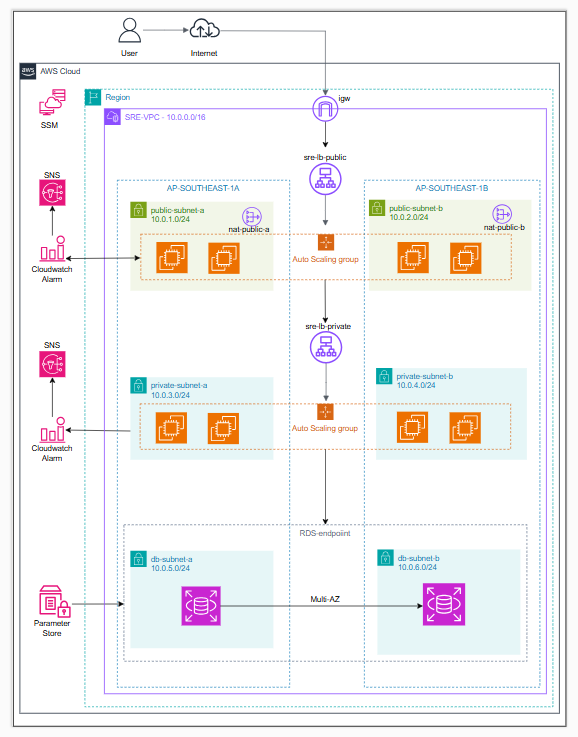 User
Internet
aws
AWS Cloud
Region
igw
SSM
SRE-VPC - 10.0.0.0/16
sre-lb-public
SNS
AP-SOUTHEAST-1A
AP-SOUTHEAST-1B
public-subnet-a
10.0.1.0/24
nat-public-a
public-subnet-b
10.0.2.0/24
nat-public-b
Cloudwatch
Alarm
Auto Scaling group
sre-lb-private
SNS
private-subnet-a
10.0.3.0/24
private-subnet-b
10.0.4.0/24
Cloudwatch
Alarm
Auto Scaling group
RDS-endpoint
db-subnet-a
10.0.5.0/24
db-subnet-b
10.0.6.0/24
Multi-AZ
Parameter
Store